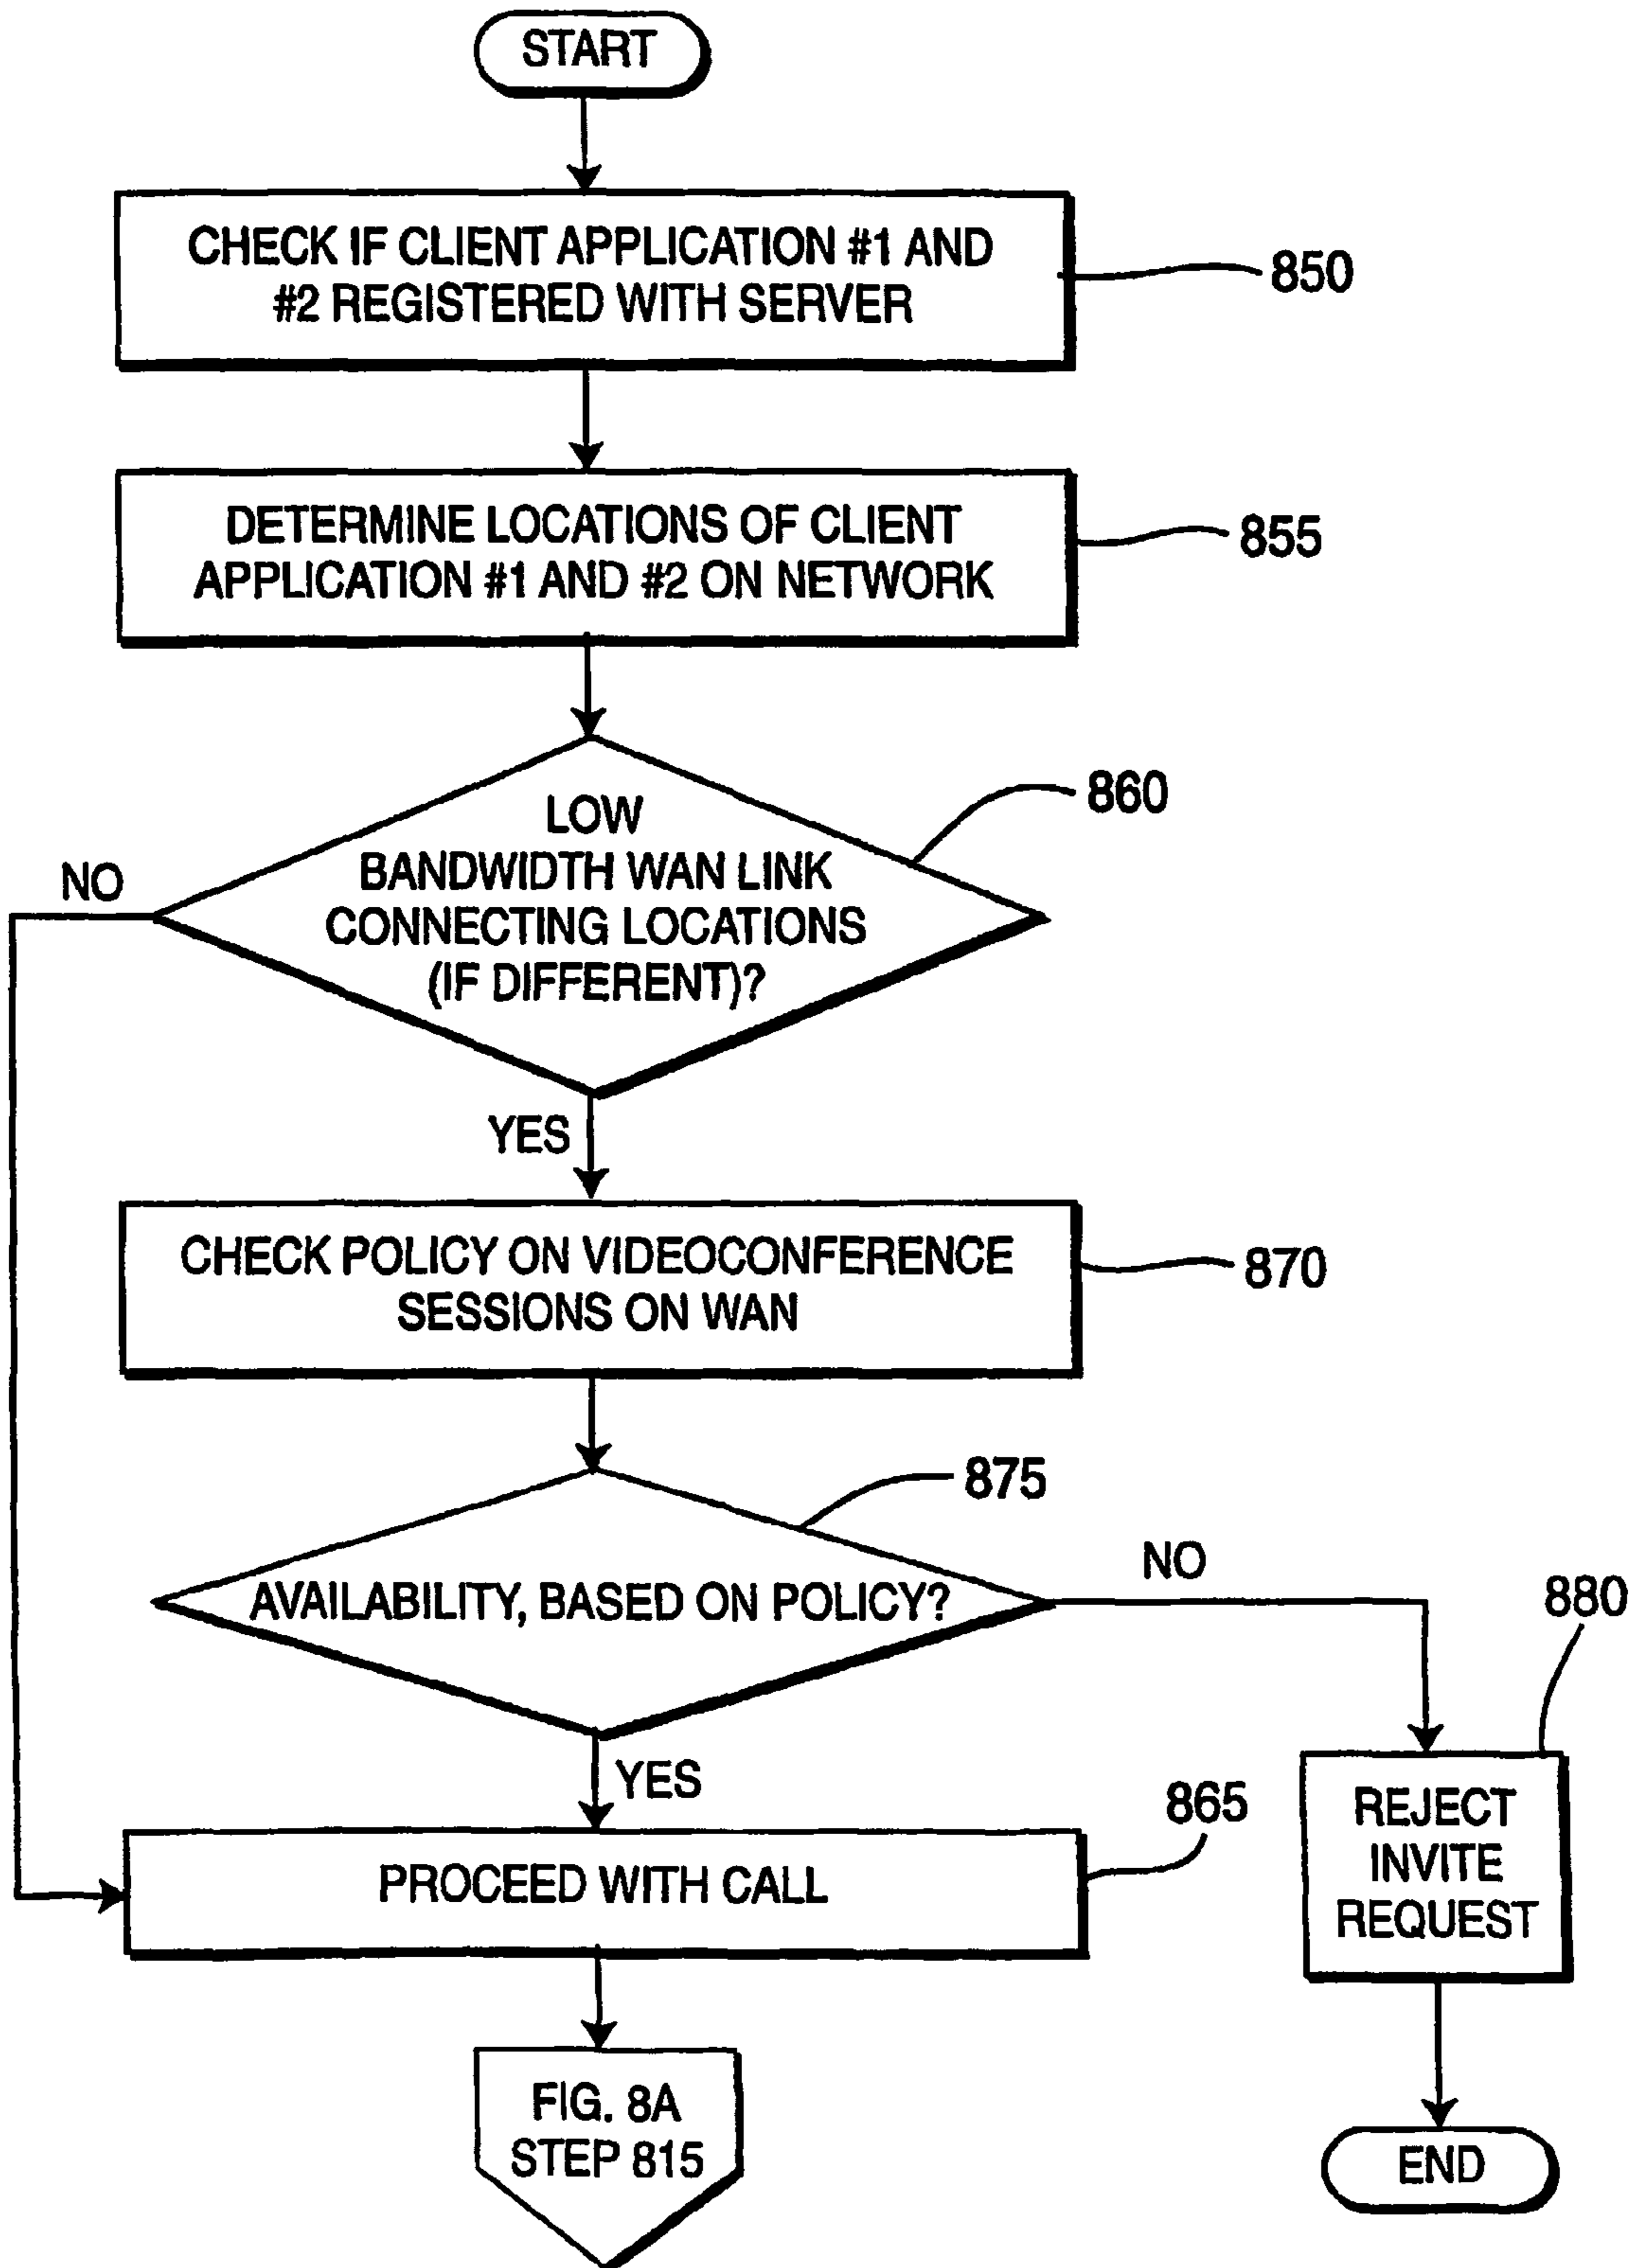 START
CHECK IF CLIENT APPLICATION #1 AND
#2 REGISTERED WITH SERVER
850
DETERMINE LOCATIONS OF CLIENT
APPLICATION #1 AND #2 ON NETWORK
855
860
LOW
BANDWIDTH WAN LINK
CONNECTING LOCATIONS
(IF DIFFERENT)?
NO
YES
CHECK POLICY ON VIDEOCONFERENCE
SESSIONS ON WAN
870
875
AVAILABILITY, BASED ON POLICY?
NO
880
YES
865
PROCEED WITH CALL
REJECT
INVITE
REQUEST
FIG. 8A
STEP 815
END